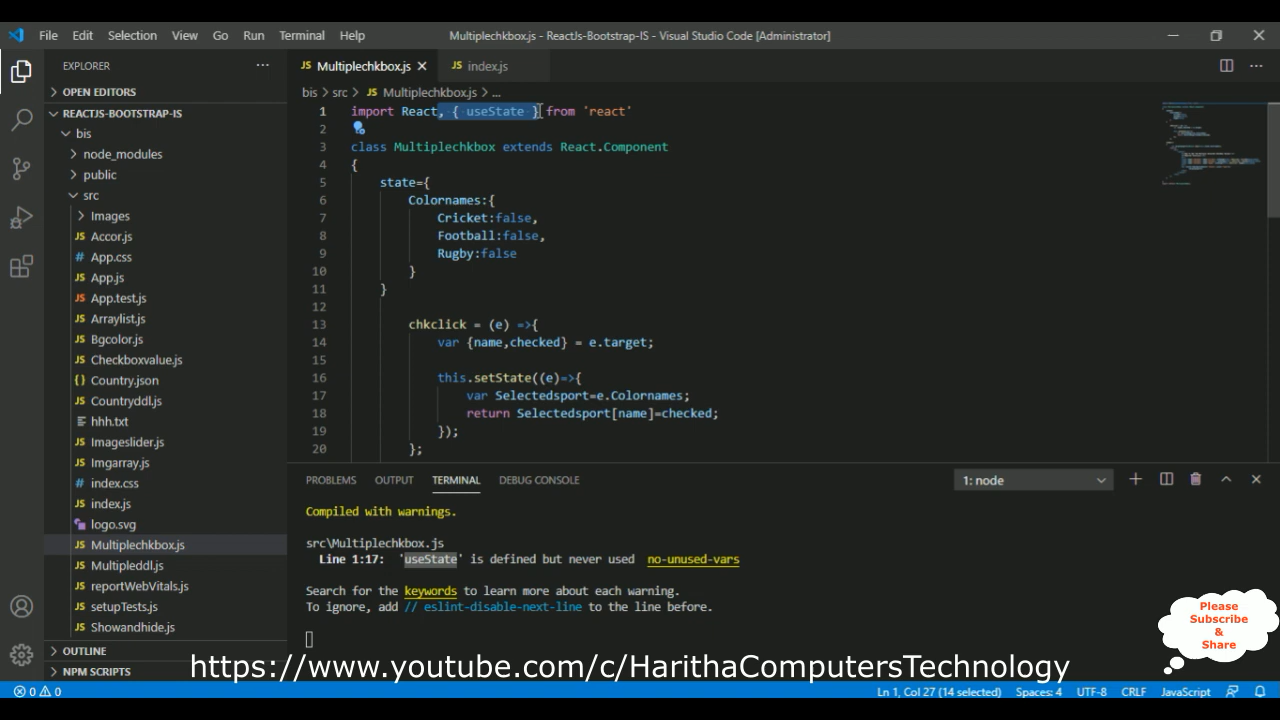 File Edit Selection View Go Run Terminal Help
Multiplechkbox.js - ReactJs-Bootstrap-IS - Visual Studio Code [Administrator]
EXPLORER
OPEN EDITORS
REACTJS-BOOTSTRAP-IS
bis
node_modules
public
src
Images
Accor.js
App.css
App.js
App.test.js
Arraylist.js
Bgcolor.js
Checkboxvalue.js
Country.json
Countryddl.js
hhh.txt
Imageslider.js
Imgarray.js
index.css
index.js
logo.svg
Multiplechkbox.js
Multipleddl.js
reportWebVitals.js
setupTests.js
Showandhide.js
OUTLINE
NPM SCRIPTS
JS Multiplechkbox.js JS index.js
bis > src > JS Multiplechkbox.js > ...
1 import React, { useState } from 'react'
2
3 class Multiplechkbox extends React.Component
4 {
5 state={
6 Colornames:{
7 Cricket:false,
8 Football:false,
9 Rugby:false
10 }
11 }
12
13 chkclick = (e) =>{
14 var {name,checked} = e.target;
15
16 this.setState((e)=>{
17 var Selectedsport=e.Colornames;
18 return Selectedsport[name]=checked;
19 });
20 };
PROBLEMS OUTPUT TERMINAL DEBUG CONSOLE
1: node
Compiled with warnings.
src\Multiplechkbox.js
Line 1:17: 'useState' is defined but never used no-unused-vars
Search for the keywords to learn more about each warning.
To ignore, add // eslint-disable-next-line to the line before.
Please
Subscribe
&
Share
https://www.youtube.com/c/HarithaComputersTechnology
0 0 Ln 1, Col 27 (14 selected) Spaces: 4 UTF-8 CRLF JavaScript